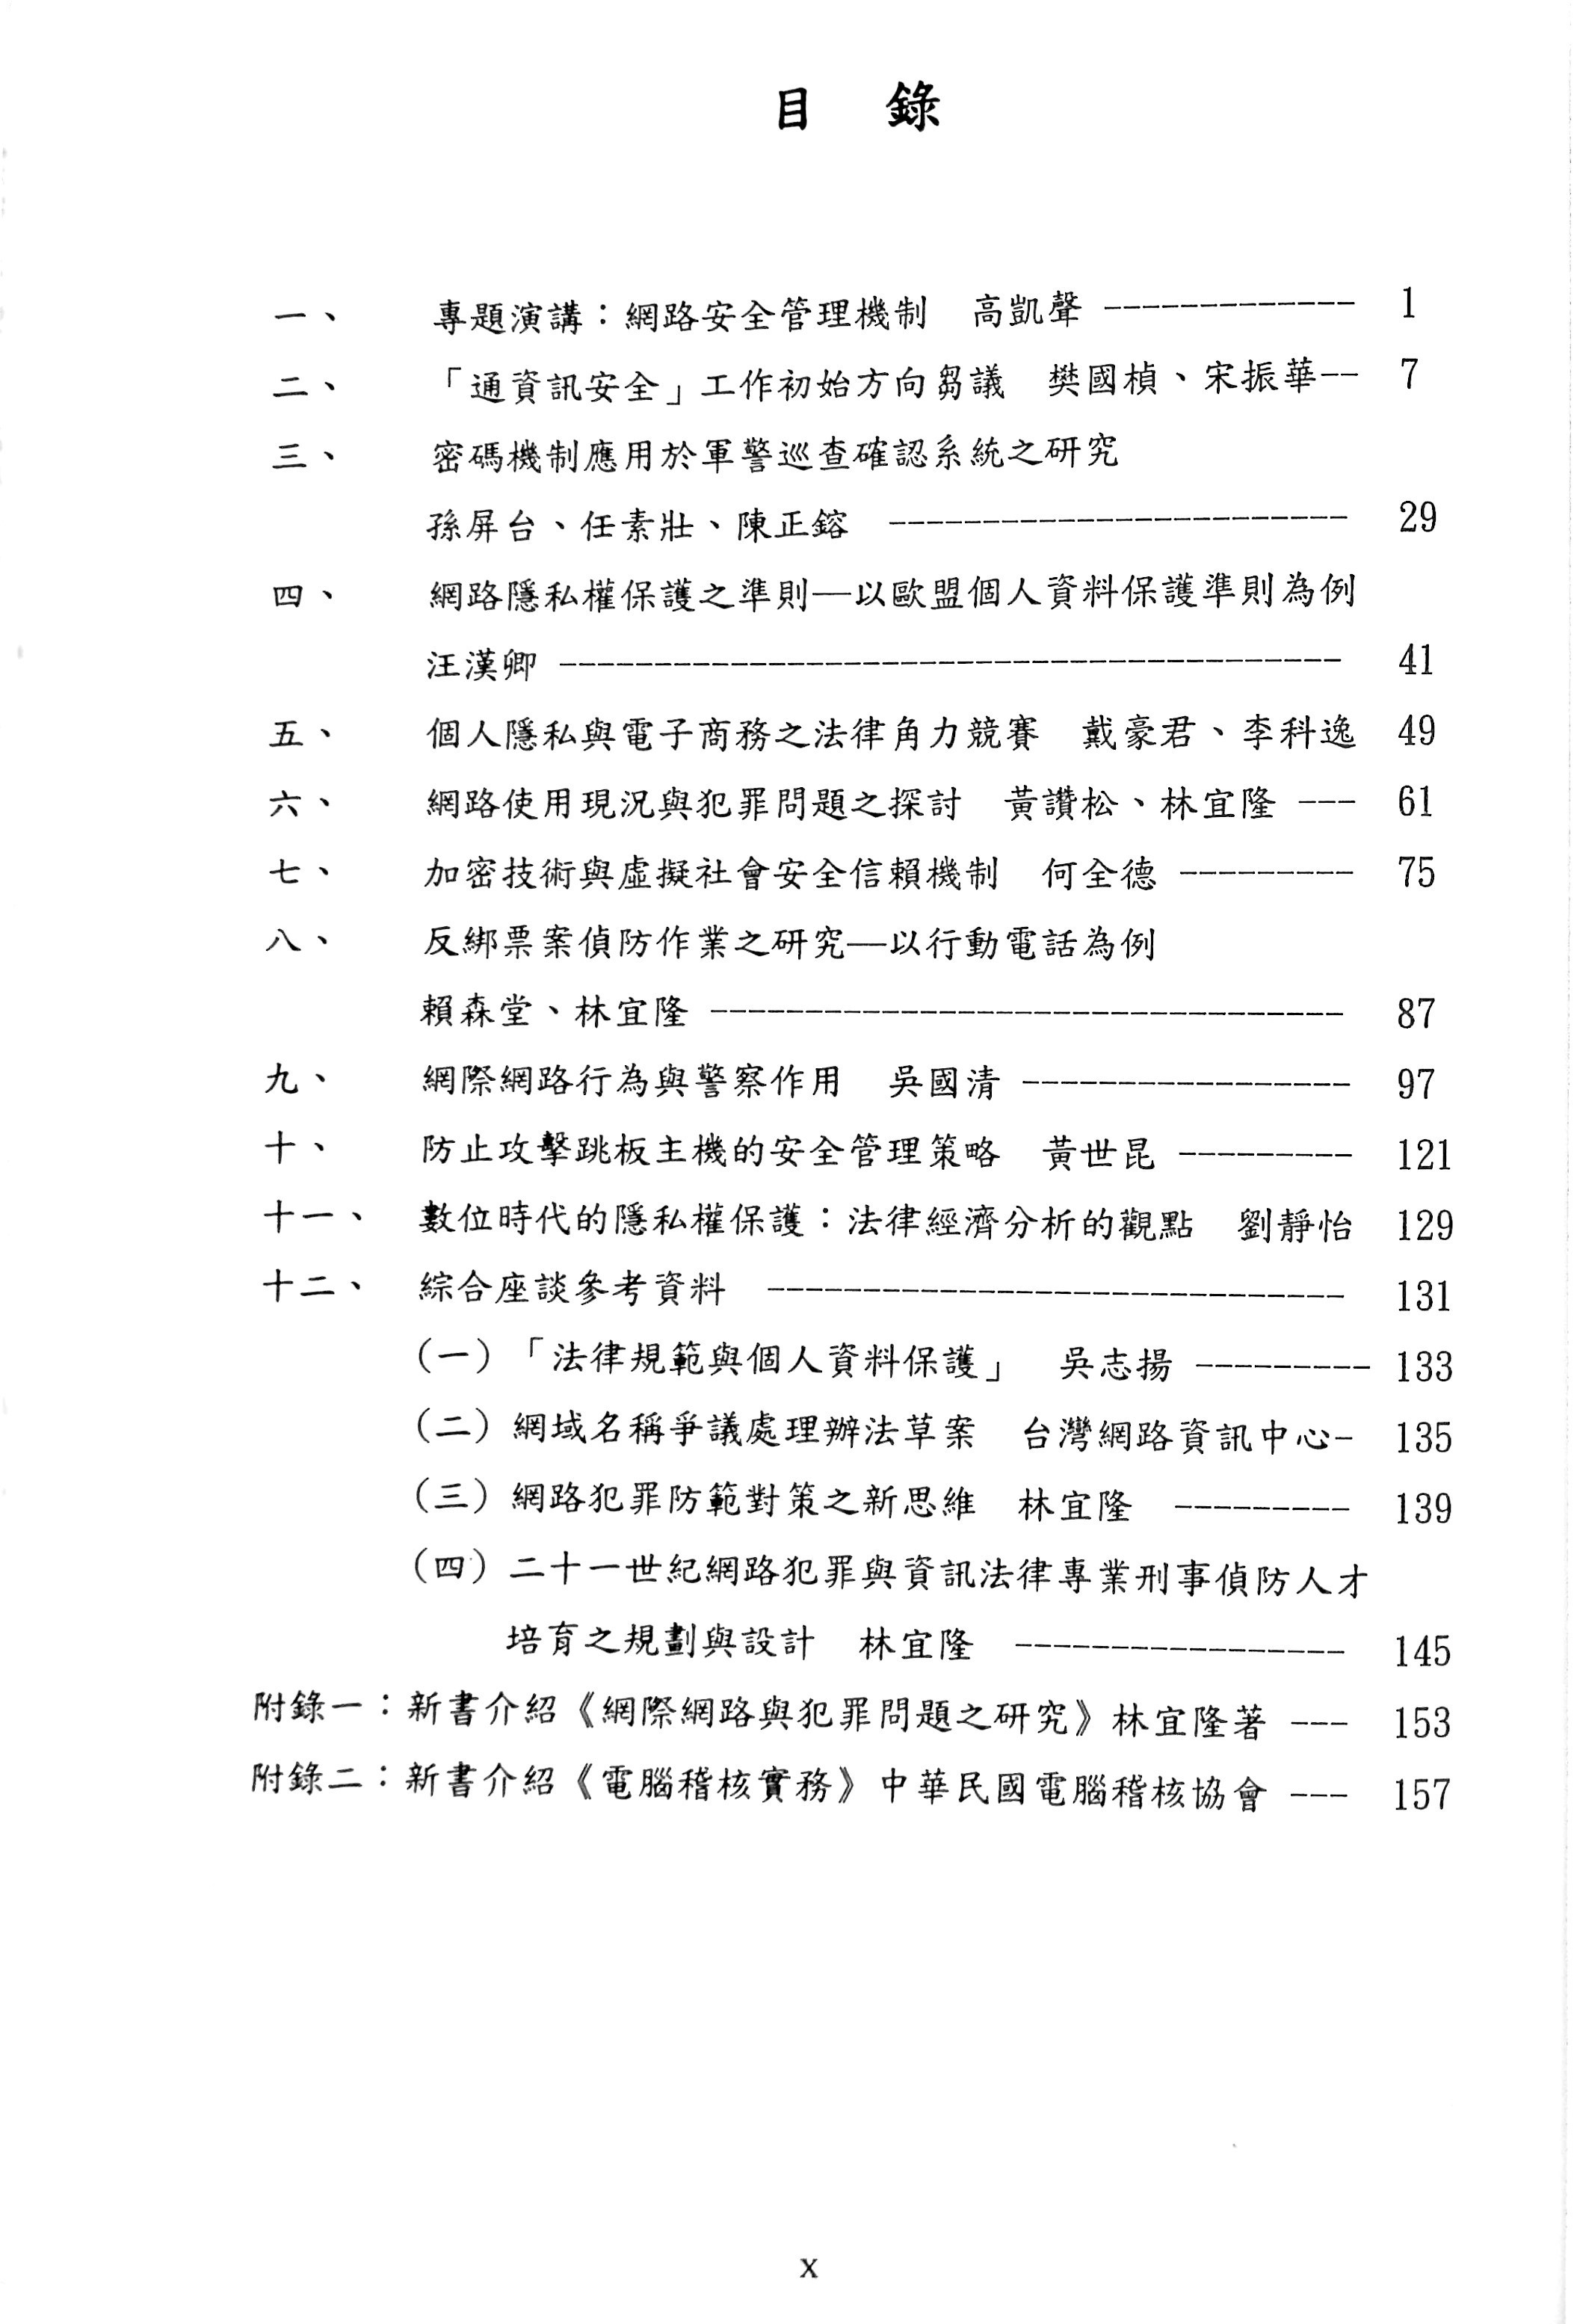 目 錄
一、 專題演講：網路安全管理機制 高凱聲 ------------- 1
二、 「通資訊安全」工作初始方向芻議 樊國楨、宋振華-- 7
三、 密碼機制應用於軍警巡查確認系統之研究
孫屏台、任素壯、陳正鎔 ------------------------ 29
四、 網路隱私權保護之準則—以歐盟個人資料保護準則為例
汪漢卿 ----------------------------------------- 41
五、 個人隱私與電子商務之法律角力競賽 戴豪君、李科逸 49
六、 網路使用現況與犯罪問題之探討 黃讚松、林宜隆 --- 61
七、 加密技術與虛擬社會安全信賴機制 何全德 --------- 75
八、 反綁票案偵防作業之研究—以行動電話為例
賴森堂、林宜隆 --------------------------------- 87
九、 網際網路行為與警察作用 吳國清 ----------------- 97
十、 防止攻擊跳板主機的安全管理策略 黃世昆 --------- 121
十一、 數位時代的隱私權保護：法律經濟分析的觀點 劉靜怡 129
十二、 綜合座談參考資料 ------------------------------ 131
(一) 「法律規範與個人資料保護」 吳志揚 --------- 133
(二) 網域名稱爭議處理辦法草案 台灣網路資訊中心- 135
(三) 網路犯罪防範對策之新思維 林宜隆 --------- 139
(四) 二十一世紀網路犯罪與資訊法律專業刑事偵防人才
培育之規劃與設計 林宜隆 ----------------- 145
附錄一：新書介紹《網際網路與犯罪問題之研究》林宜隆著 --- 153
附錄二：新書介紹《電腦稽核實務》中華民國電腦稽核協會 --- 157
x